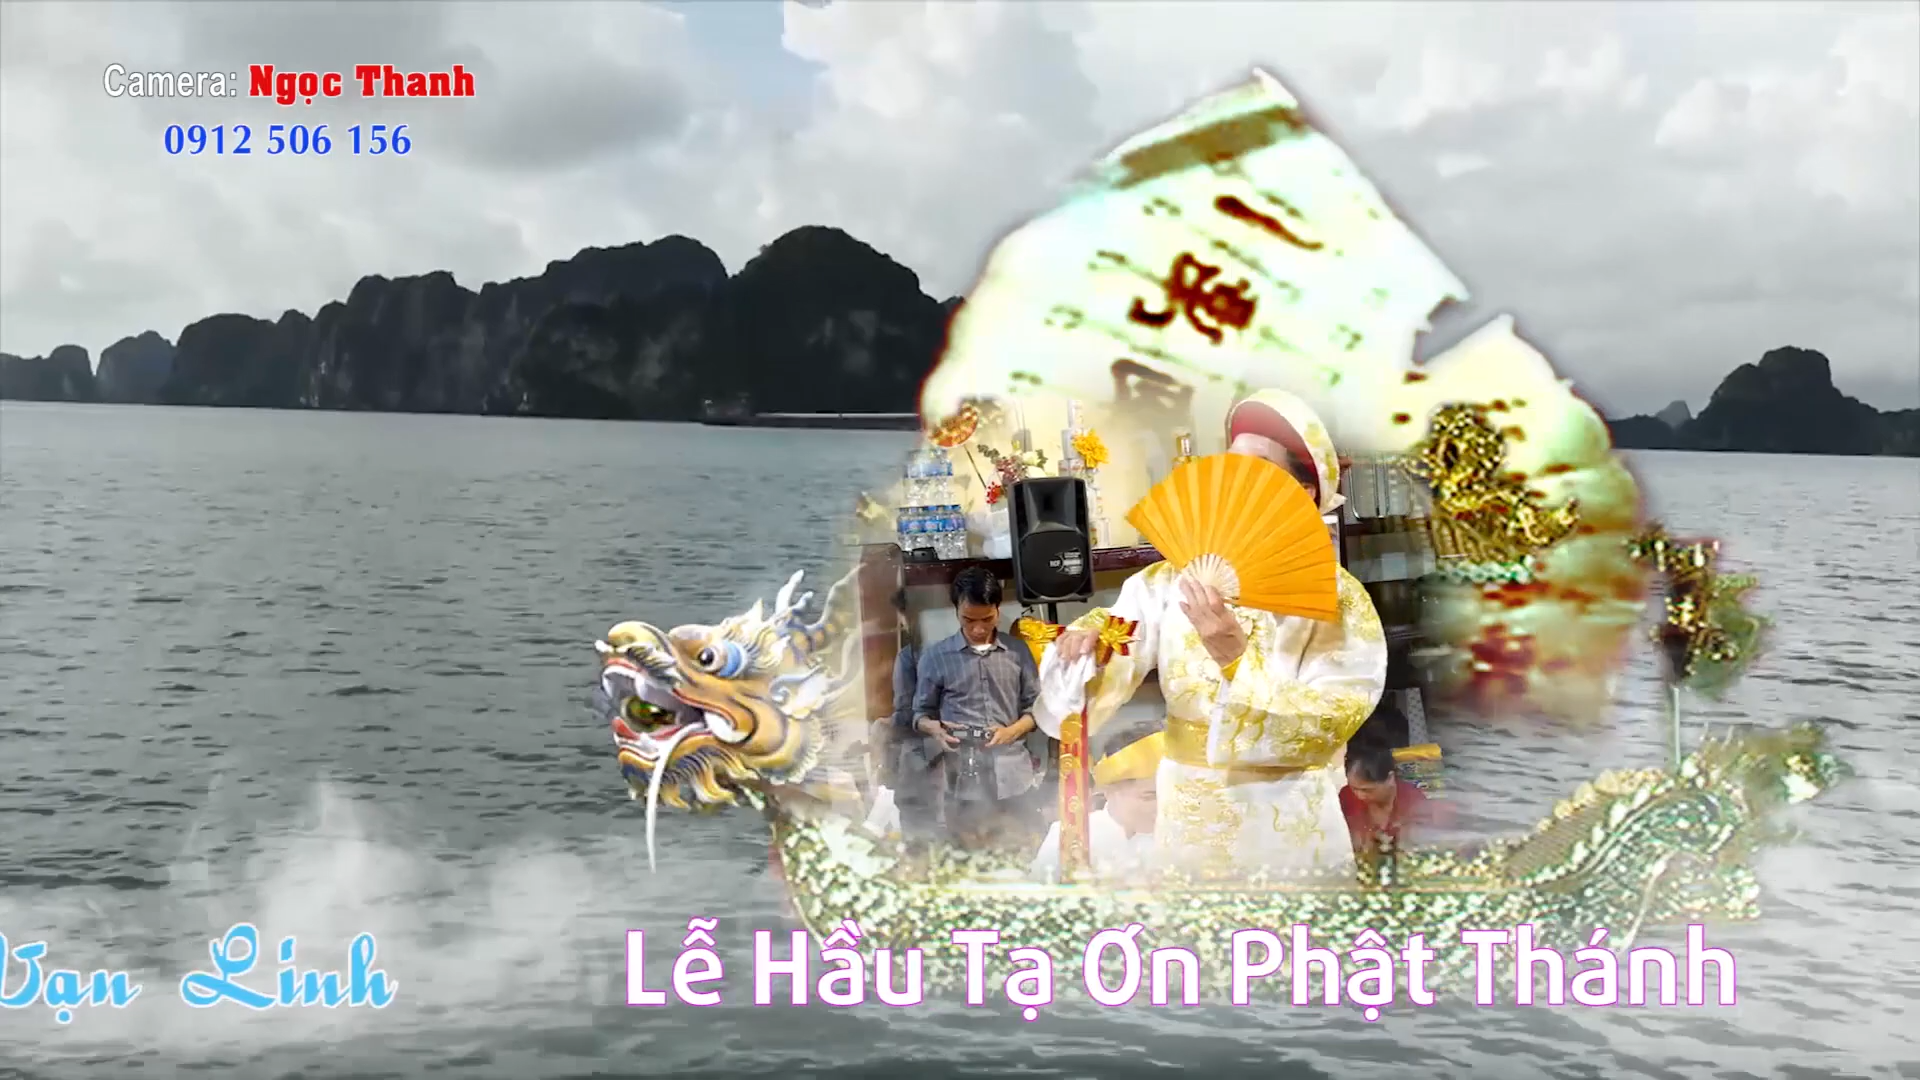 Camera: Ngọc Thanh
0912 506 156
Vạn Linh
Lễ Hầu Tạ Ơn Phật Thánh